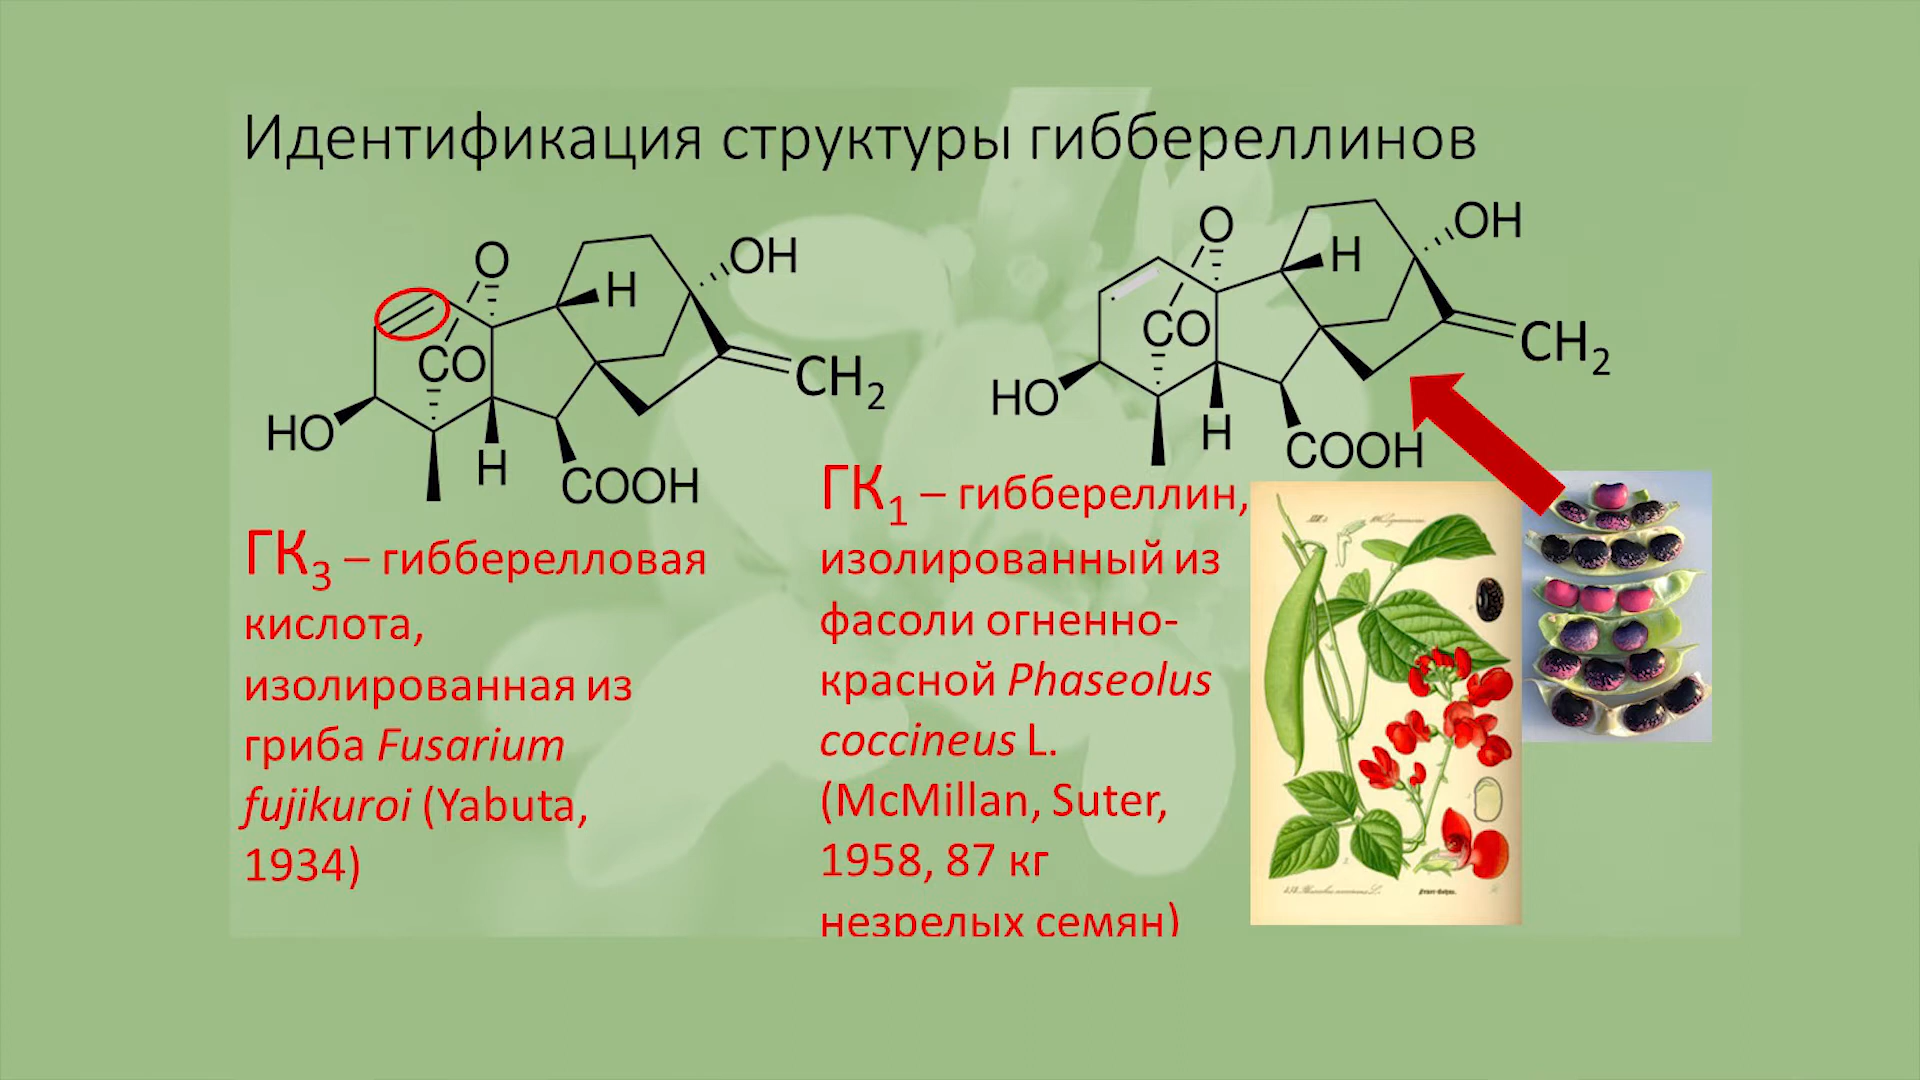 Идентификация структуры гиббереллинов
O
H
OH
CO
CH2
HO
H
COOH
O
H
OH
CO
CH2
HO
H
COOH
ГК3 – гибберелловая
кислота,
изолированная из
гриба Fusarium
fujikuroi (Yabuta,
1934)
ГК1 – гиббереллин,
изолированный из
фасоли огненно-
красной Phaseolus
coccineus L.
(McMillan, Suter,
1958, 87 кг
незрелых семян)